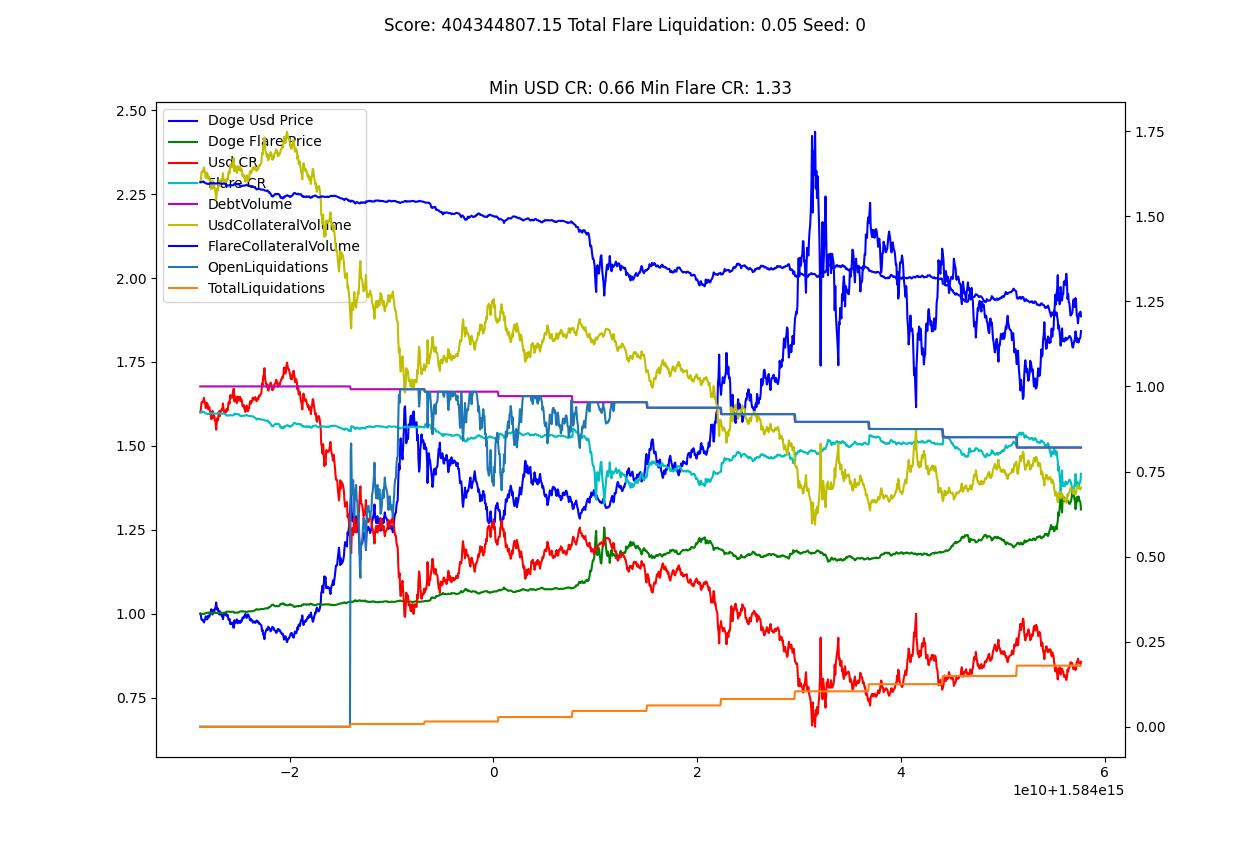 Score: 404344807.15 Total Flare Liquidation: 0.05 Seed: 0
Min USD CR: 0.66 Min Flare CR: 1.33
Doge Usd Price
Doge Flare Price
Usd CR
Flare CR
DebtVolume
UsdCollateralVolume
FlareCollateralVolume
OpenLiquidations
TotalLiquidations
2.50
2.25
2.00
1.75
1.50
1.25
1.00
0.75
1.75
1.50
1.25
1.00
0.75
0.50
0.25
0.00
−2 0 2 4 6
1e10+1.584e15